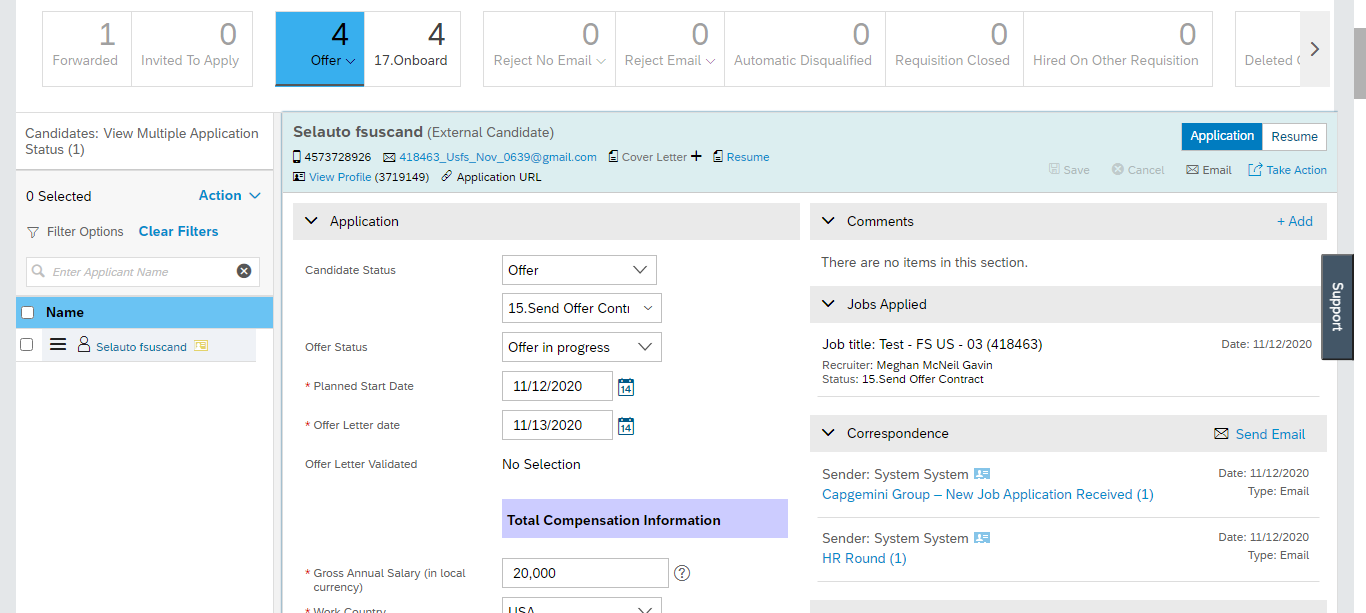 1
Forwarded
0
Invited To Apply
4
Offer
4
17.Onboard
0
Reject No Email
0
Reject Email
0
Automatic Disqualified
0
Requisition Closed
0
Hired On Other Requisition
Deleted
Candidates: View Multiple Application
Status (1)
0 Selected
Action
Filter Options
Clear Filters
Enter Applicant Name
Name
Selauto fsuscand
Selauto fsuscand (External Candidate)
4573728926 418463_Usfs_Nov_0639@gmail.com Cover Letter Resume
View Profile (3719149) Application URL
Application Resume
Save Cancel Email Take Action
Application
Candidate Status
Offer
15.Send Offer Contr
Offer Status
Offer in progress
* Planned Start Date
11/12/2020
14
* Offer Letter date
11/13/2020
14
Offer Letter Validated
No Selection
Total Compensation Information
* Gross Annual Salary (in local
currency)
20,000
?
* Work Country
USA
Comments
+ Add
There are no items in this section.
Jobs Applied
Job title: Test - FS US - 03 (418463)
Date: 11/12/2020
Recruiter: Meghan McNeil Gavin
Status: 15.Send Offer Contract
Correspondence
Send Email
Sender: System System
Date: 11/12/2020
Capgemini Group – New Job Application Received (1)
Type: Email
Sender: System System
Date: 11/12/2020
HR Round (1)
Type: Email
Support